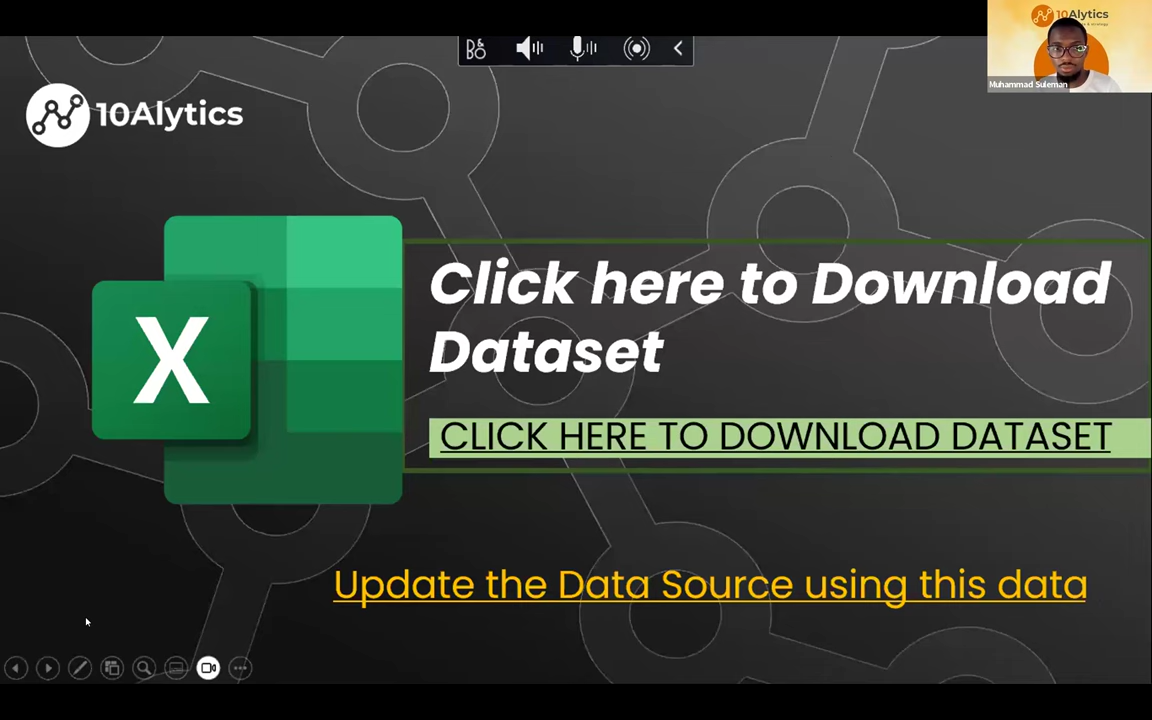 10Alytics
Muhammad Suleman
10Alytics
X
Click here to Download
Dataset
CLICK HERE TO DOWNLOAD DATASET
Update the Data Source using this data